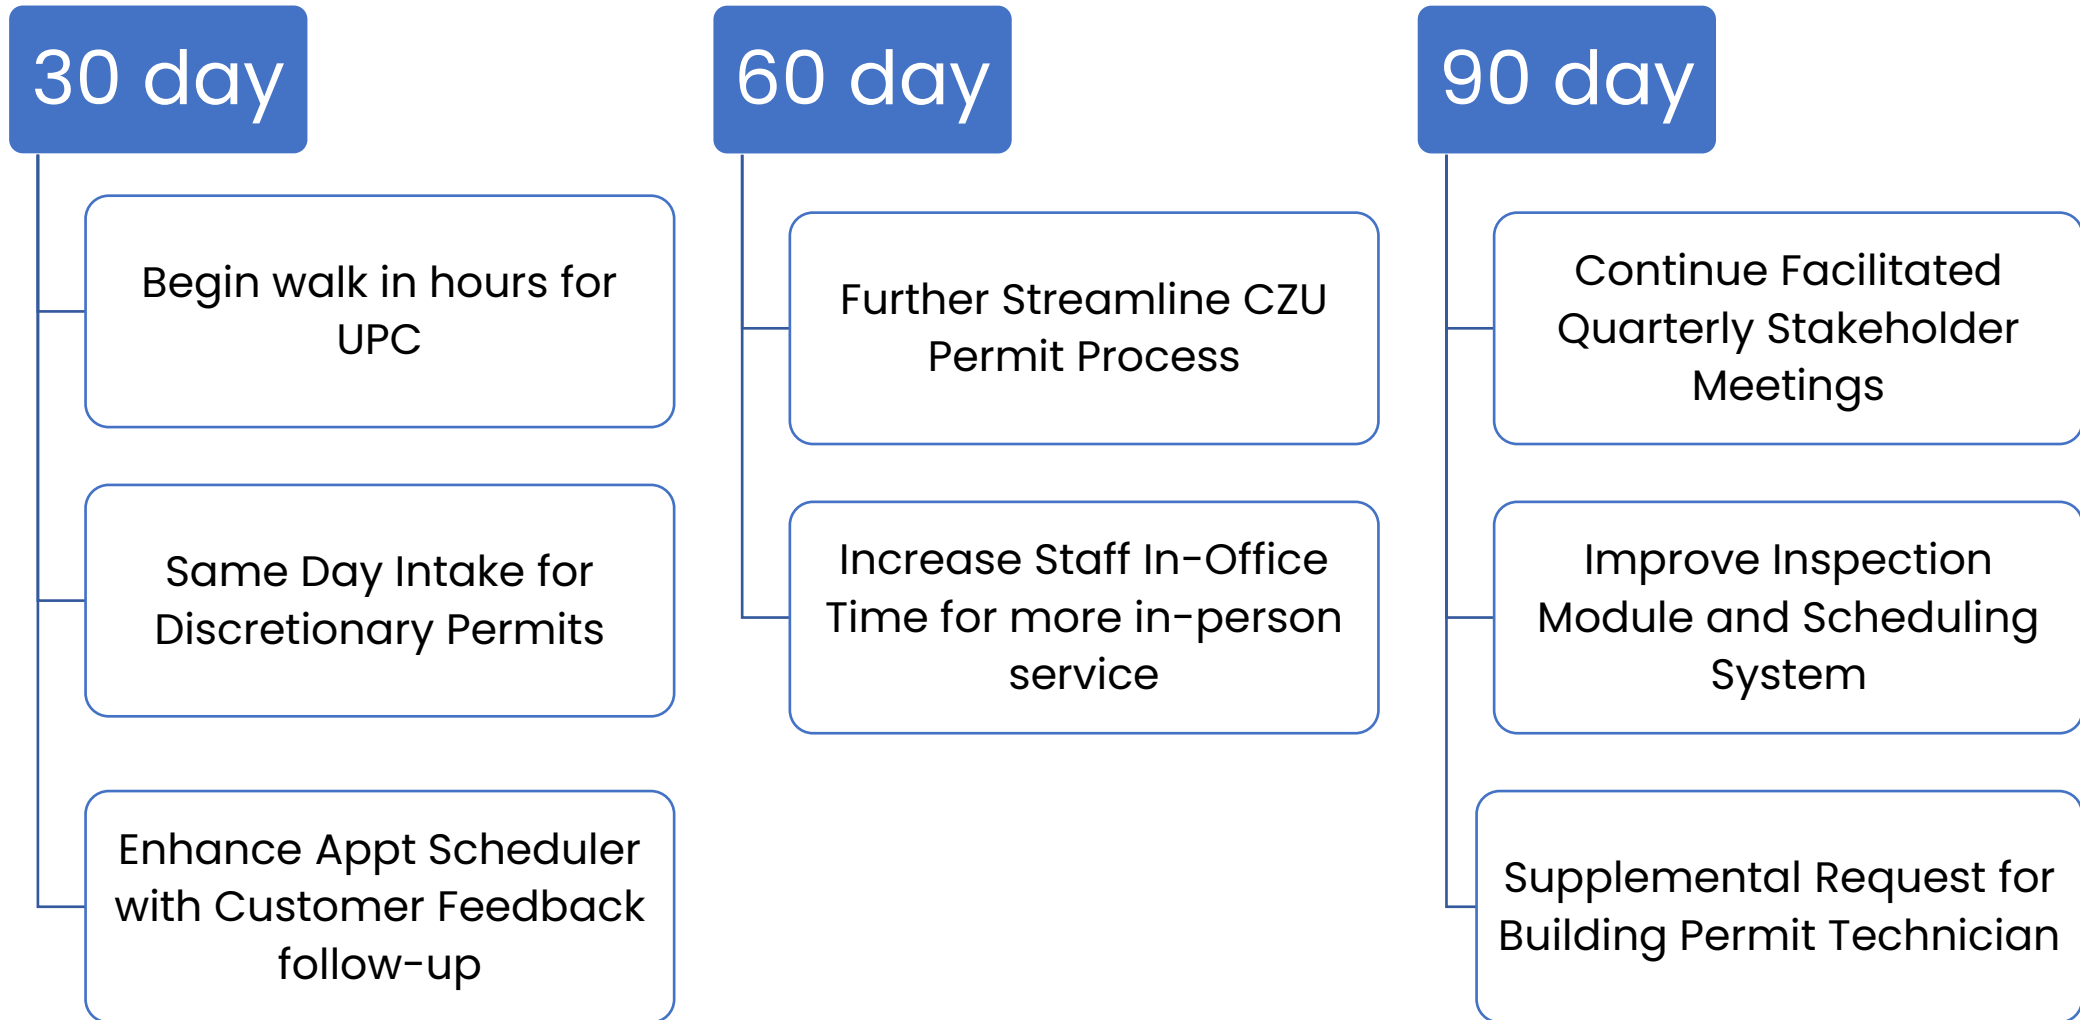 30 day
Begin walk in hours for
UPC
Same Day Intake for
Discretionary Permits
Enhance Appt Scheduler
with Customer Feedback
follow-up
60 day
Further Streamline CZU
Permit Process
Increase Staff In-Office
Time for more in-person
service
90 day
Continue Facilitated
Quarterly Stakeholder
Meetings
Improve Inspection
Module and Scheduling
System
Supplemental Request for
Building Permit Technician